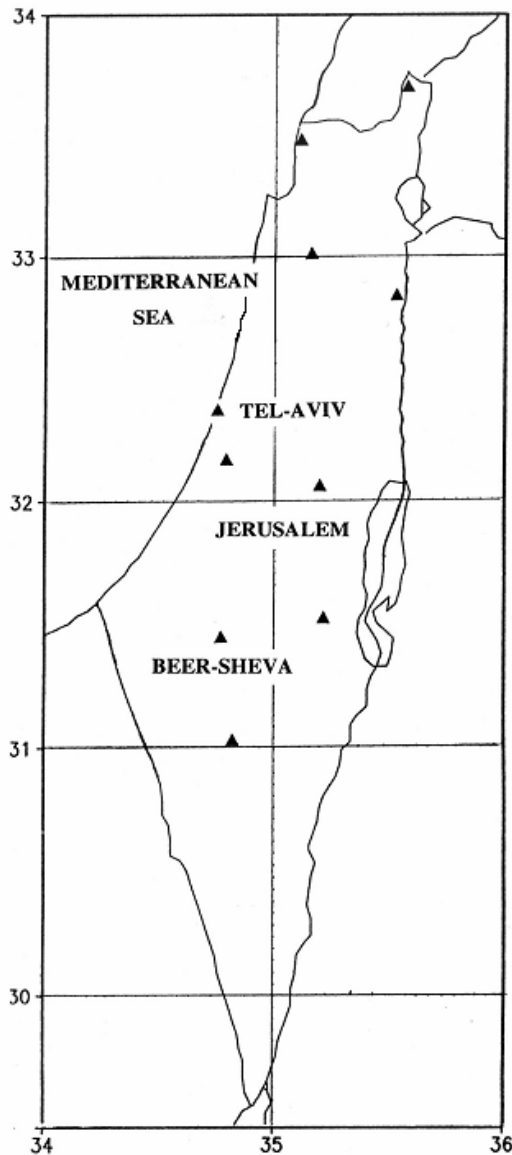 34
33
MEDITERRANEAN
SEA
TEL-AVIV
32
JERUSALEM
BEER-SHEVA
31
30
34 35 36